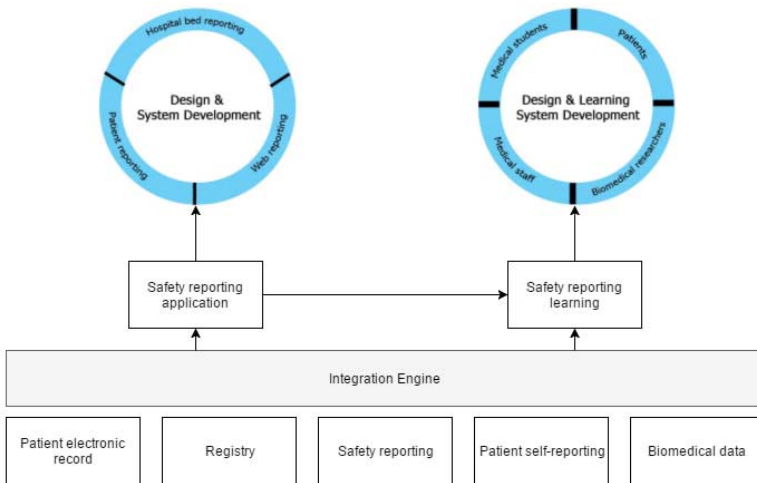 Hospital bed reporting
Patient reporting
Web reporting
Design &
System Development
Medical students
Patients
Medical staff
Biomedical researchers
Design & Learning
System Development
Safety reporting
application
Safety reporting
learning
Integration Engine
Patient electronic
record
Registry
Safety reporting
Patient self-reporting
Biomedical data